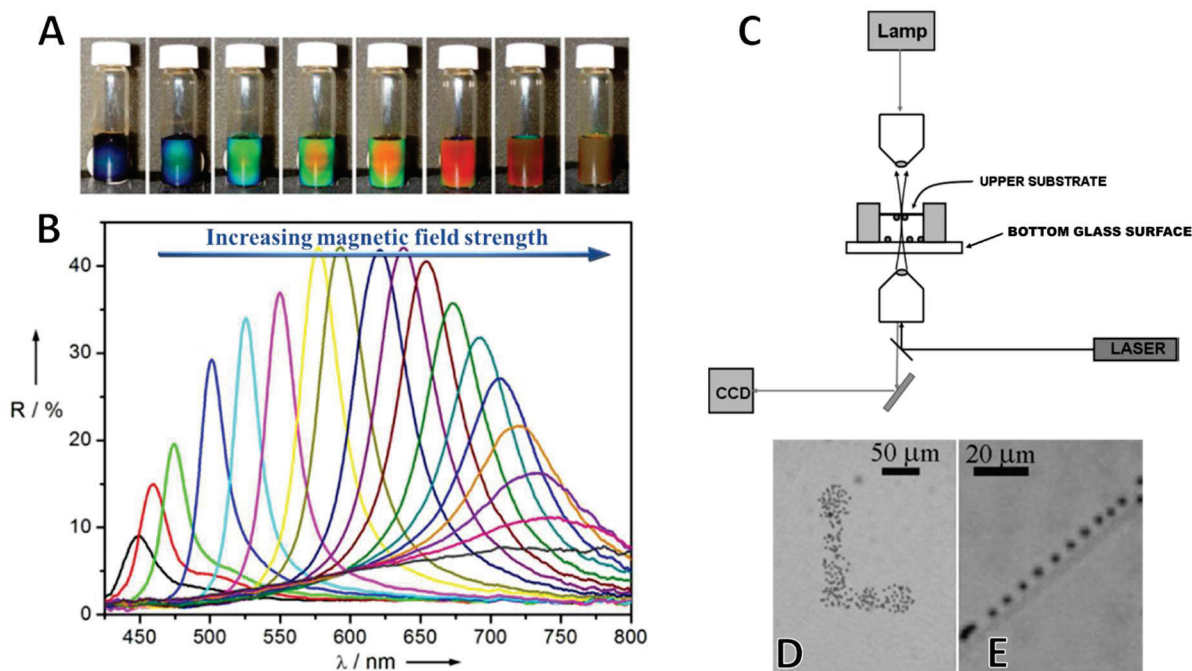 A
B
Increasing magnetic field strength
R / %
40
30
20
10
0
450
500
550
600
650
700
750
800
λ / nm
C
Lamp
UPPER SUBSTRATE
BOTTOM GLASS SURFACE
LASER
CCD
50 μm
D
20 μm
E